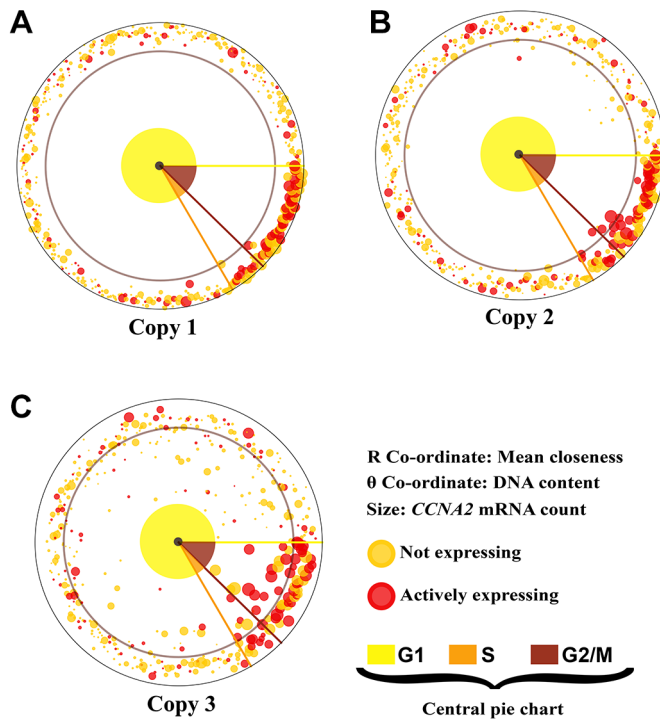 A
Copy 1
B
Copy 2
C
Copy 3
R Co-ordinate: Mean closeness
θ Co-ordinate: DNA content
Size: CCNA2 mRNA count
Not expressing
Actively expressing
G1 S G2/M
Central pie chart